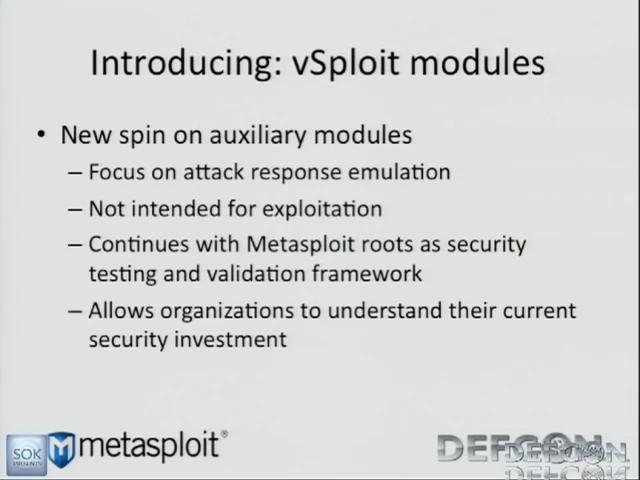 Introducing: vSploit modules
• New spin on auxiliary modules
– Focus on attack response emulation
– Not intended for exploitation
– Continues with Metasploit roots as security
testing and validation framework
– Allows organizations to understand their current
security investment
SOK
metasploit®
DEFCON